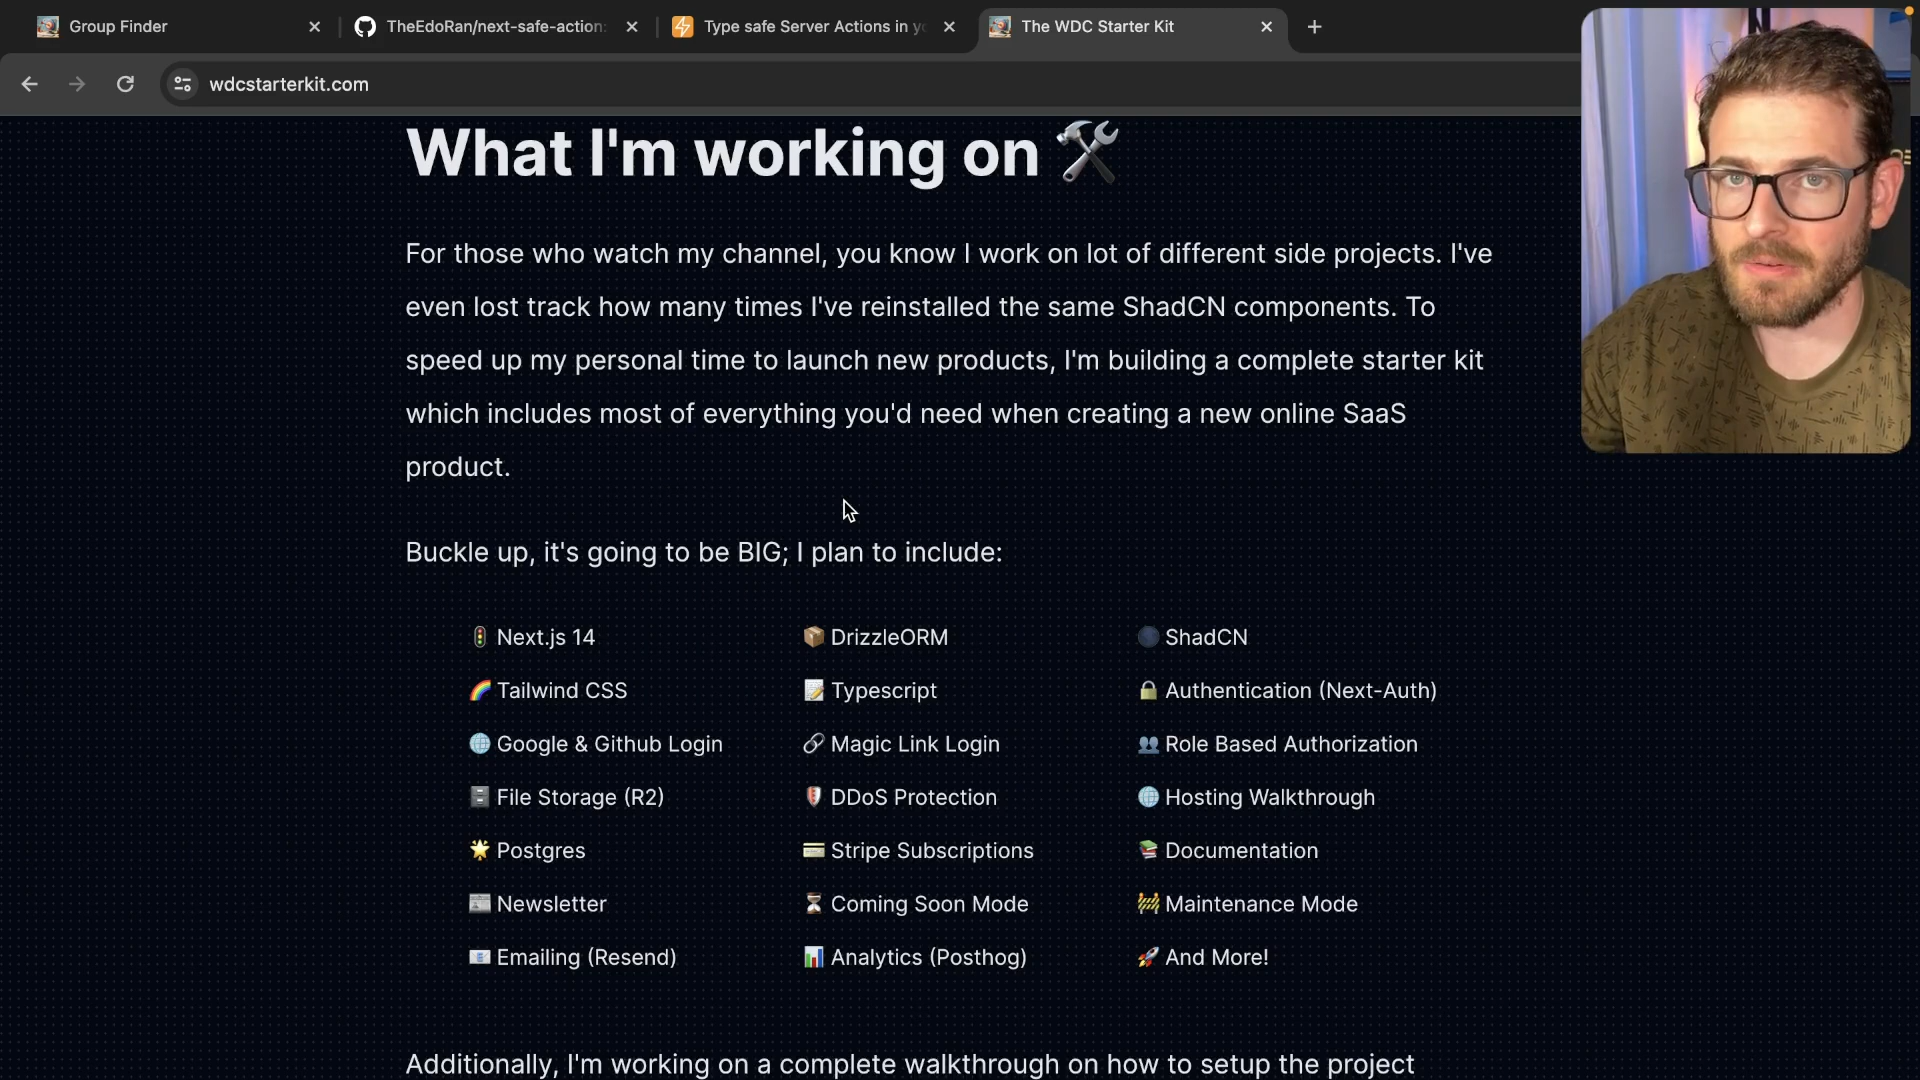 Group Finder
TheEdoRan/next-safe-action:
Type safe Server Actions in yo
The WDC Starter Kit
wdcstarterkit.com
What I'm working on
For those who watch my channel, you know I work on lot of different side projects. I've
even lost track how many times I've reinstalled the same ShadCN components. To
speed up my personal time to launch new products, I'm building a complete starter kit
which includes most of everything you'd need when creating a new online SaaS
product.
Buckle up, it's going to be BIG; I plan to include:
Next.js 14
DrizzleORM
ShadCN
Tailwind CSS
Typescript
Authentication (Next-Auth)
Google & Github Login
Magic Link Login
Role Based Authorization
File Storage (R2)
DDoS Protection
Hosting Walkthrough
Postgres
Stripe Subscriptions
Documentation
Newsletter
Coming Soon Mode
Maintenance Mode
Emailing (Resend)
Analytics (Posthog)
And More!
Additionally, I'm working on a complete walkthrough on how to setup the project